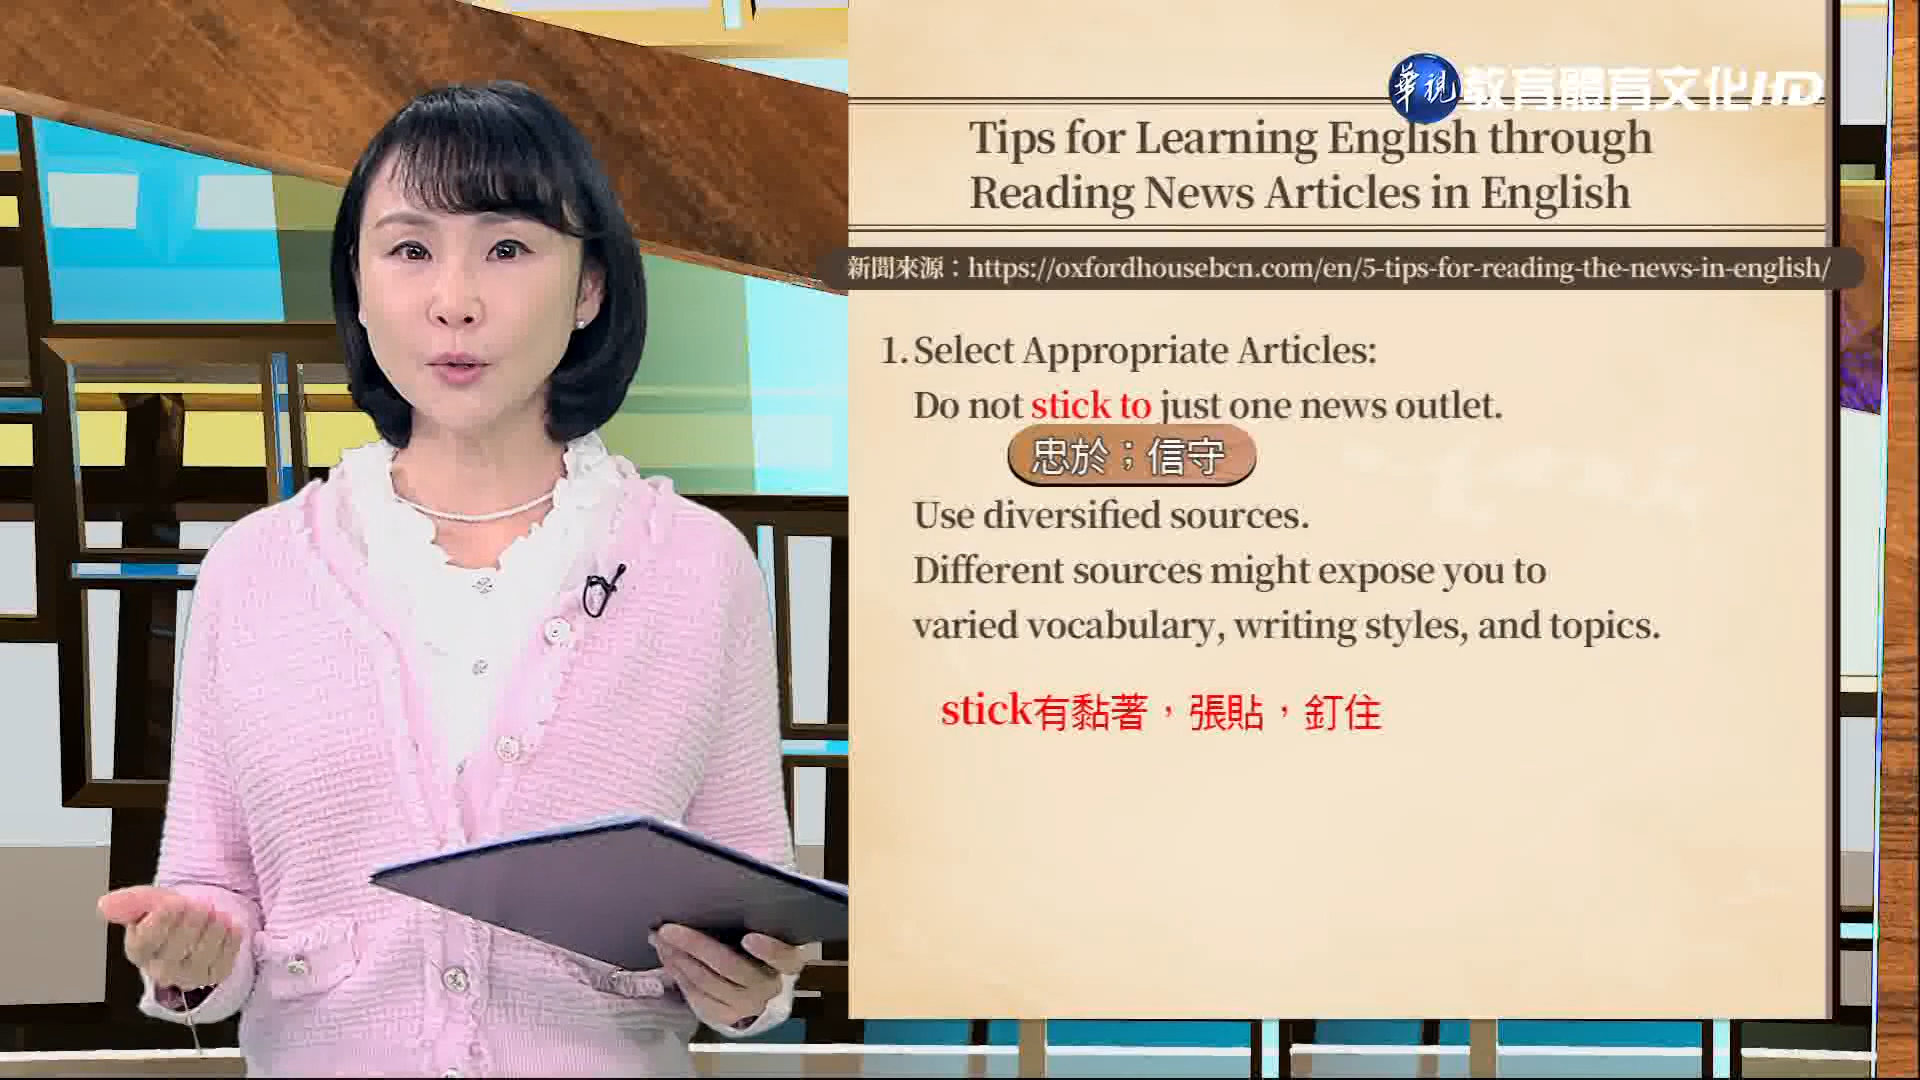 華視 教育體育文化HD
Tips for Learning English through
Reading News Articles in English
新聞來源：https://oxfordhousebcn.com/en/5-tips-for-reading-the-news-in-english/
1. Select Appropriate Articles:
Do not stick to just one news outlet.
忠於；信守
Use diversified sources.
Different sources might expose you to
varied vocabulary, writing styles, and topics.
stick有黏著，張貼，釘住